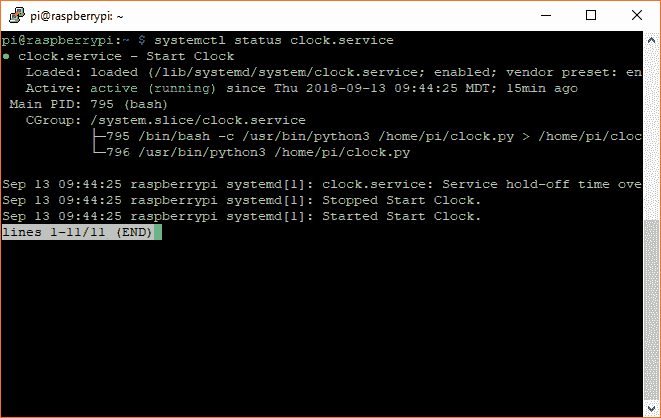 pi@raspberrypi: ~
pi@raspberrypi:~ $ systemctl status clock.service
● clock.service - Start Clock
   Loaded: loaded (/lib/systemd/system/clock.service; enabled; vendor preset: en
   Active: active (running) since Thu 2018-09-13 09:44:25 MDT; 15min ago
 Main PID: 795 (bash)
   CGroup: /system.slice/clock.service
           ├─795 /bin/bash -c /usr/bin/python3 /home/pi/clock.py > /home/pi/cloc
           └─796 /usr/bin/python3 /home/pi/clock.py
Sep 13 09:44:25 raspberrypi systemd[1]: clock.service: Service hold-off time ove
Sep 13 09:44:25 raspberrypi systemd[1]: Stopped Start Clock.
Sep 13 09:44:25 raspberrypi systemd[1]: Started Start Clock.
lines 1-11/11 (END)